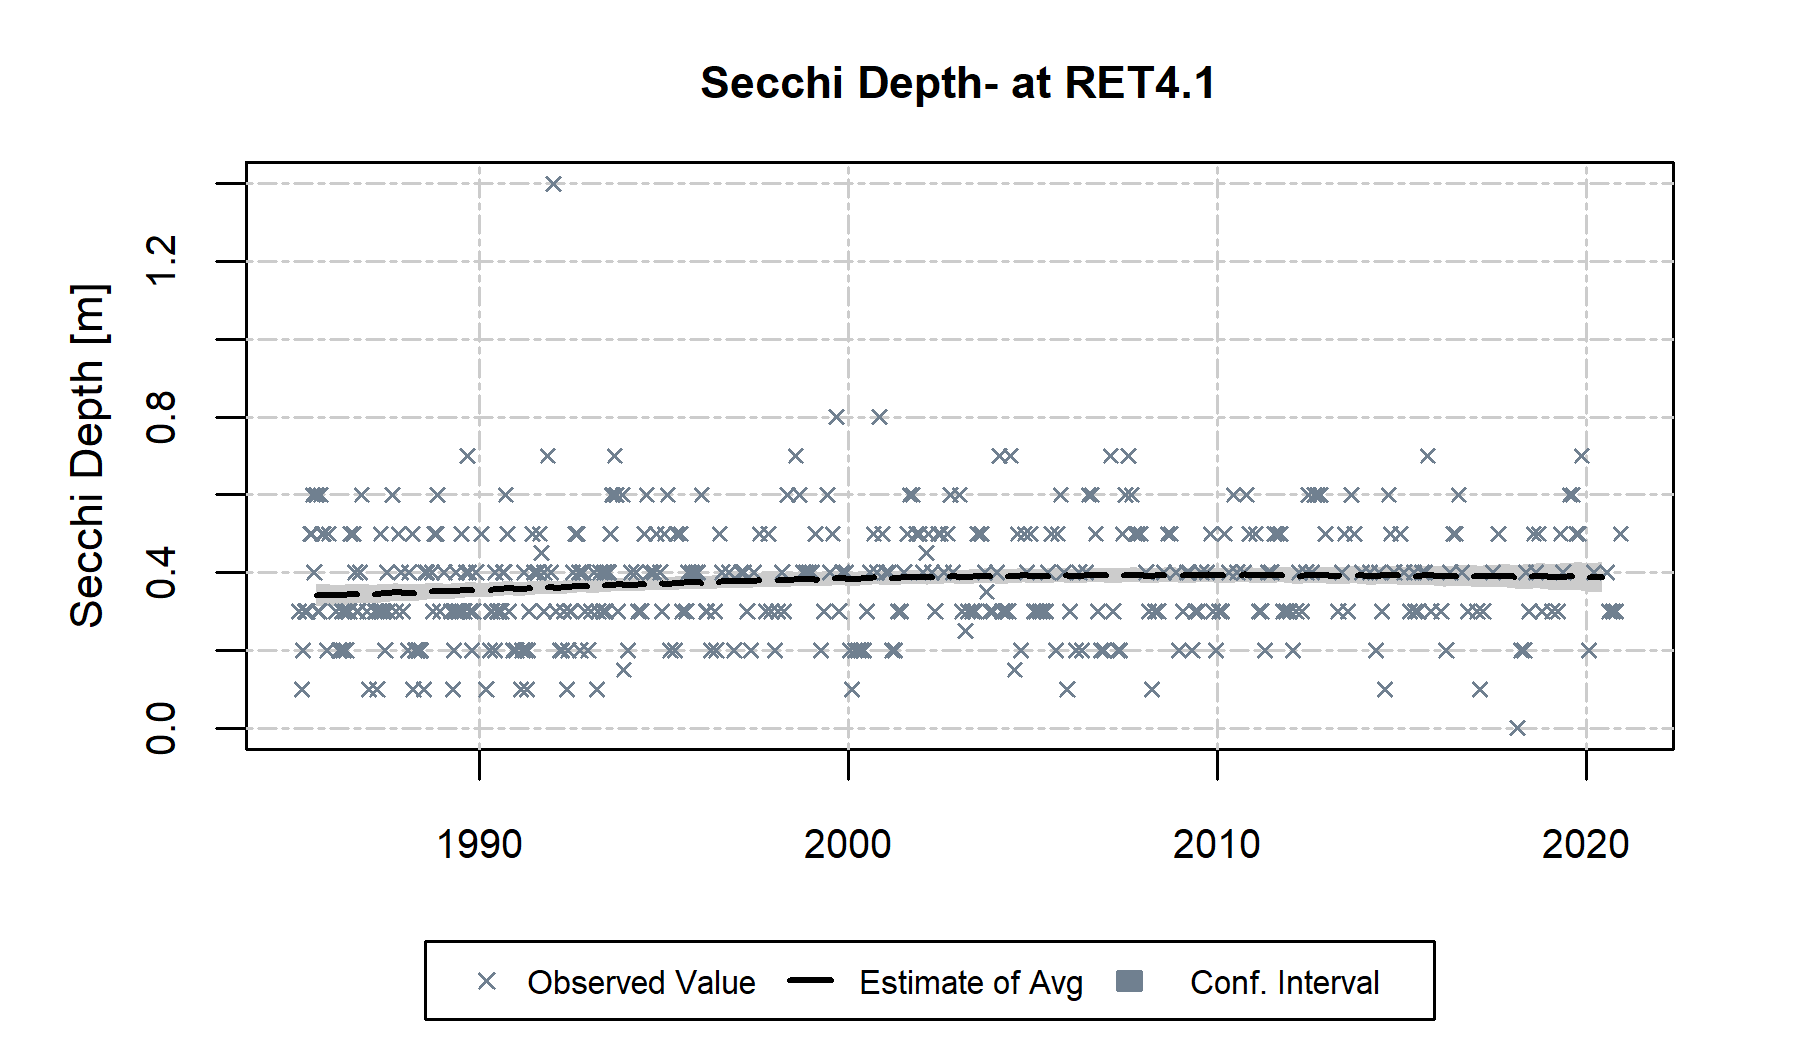 Secchi Depth- at RET4.1
Secchi Depth [m]
1.2
0.8
0.4
0.0
1990 2000 2010 2020
Observed Value Estimate of Avg Conf. Interval